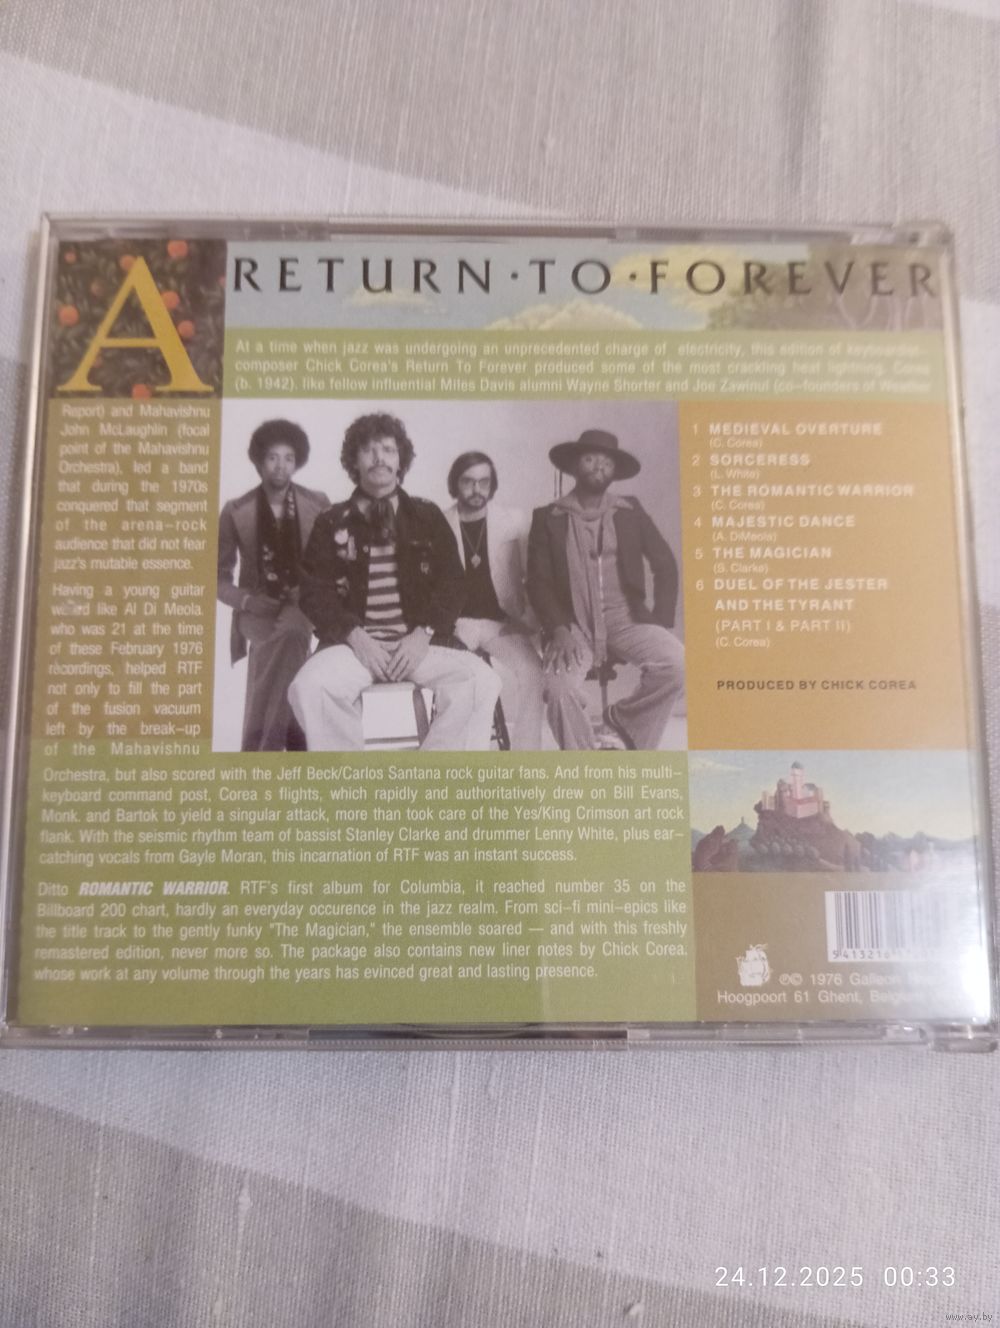 A RETURN·TO·FOREVER
At a time when jazz was undergoing an unprecedented charge of electricity, this edition of keyboardist-
composer Chick Corea's Return To Forever produced some of the most crackling heat lightning. Corea
(b. 1942), like fellow influential Miles Davis alumni Wayne Shorter and Joe Zawinul (co-founders of Weather
Report) and Mahavishnu
John McLaughlin (focal
point of the Mahavishnu
Orchestra), led a band
that during the 1970s
conquered that segment
of the arena-rock
audience that did not fear
jazz's mutable essence.
Having a young guitar
like Al Di Meola,
who was 21 at the time
of these February 1976
recordings, helped RTF
not only to fill the part
of the fusion vacuum
left by the break-up
of the Mahavishnu
Orchestra, but also scored with the Jeff Beck/Carlos Santana rock guitar fans. And from his multi-
keyboard command post, Corea s flights, which rapidly and authoritatively drew on Bill Evans,
Monk. and Bartok to yield a singular attack, more than took care of the Yes/King Crimson art rock
flank. With the seismic rhythm team of bassist Stanley Clarke and drummer Lenny White, plus ear-
catching vocals from Gayle Moran, this incarnation of RTF was an instant success.
Ditto ROMANTIC WARRIOR. RTF's first album for Columbia, it reached number 35 on the
Billboard 200 chart, hardly an everyday occurence in the jazz realm. From sci-fi mini-epics like
the title track to the gently funky "The Magician," the ensemble soared — and with this freshly
remastered edition, never more so. The package also contains new liner notes by Chick Corea.
whose work at any volume through the years has evinced great and lasting presence.
1 MEDIEVAL OVERTURE
(C. Corea)
2 SORCERESS
(L. White)
3 THE ROMANTIC WARRIOR
(C. Corea)
4 MAJESTIC DANCE
(A. DiMeola)
5 THE MAGICIAN
(S. Clarke)
6 DUEL OF THE JESTER
AND THE TYRANT
(PART I & PART II)
(C. Corea)
PRODUCED BY CHICK COREA
℗© 1976 Galleon
Hoogpoort 61 Ghent, Belgium
24.12.2025 00:33
www.ay.by